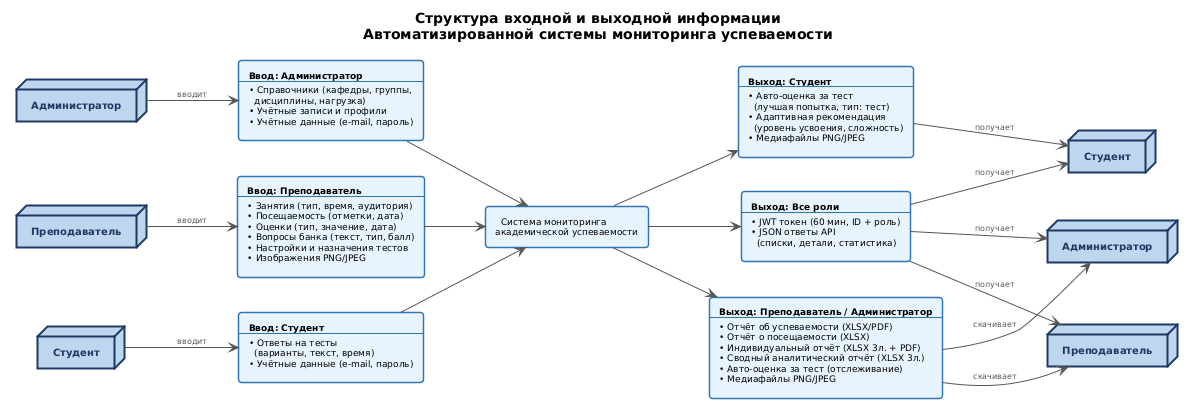 Структура входной и выходной информации
Автоматизированной системы мониторинга успеваемости
Администратор
вводит
Ввод: Администратор
• Справочники (кафедры, группы,
дисциплины, нагрузка)
• Учётные записи и профили
• Учётные данные (e-mail, пароль)
Преподаватель
вводит
Ввод: Преподаватель
• Занятия (тип, время, аудитория)
• Посещаемость (отметки, дата)
• Оценки (тип, значение, дата)
• Вопросы банка (текст, тип, балл)
• Настройки и назначения тестов
• Изображения PNG/JPEG
Студент
вводит
Ввод: Студент
• Ответы на тесты
(варианты, текст, время)
• Учётные данные (e-mail, пароль)
Система мониторинга
академической успеваемости
Выход: Студент
• Авто-оценка за тест
(лучшая попытка, тип: тест)
• Адаптивная рекомендация
(уровень усвоения, сложность)
• Медиафайлы PNG/JPEG
Выход: Все роли
• JWT токен (60 мин, ID + роль)
• JSON ответы API
(списки, детали, статистика)
Выход: Преподаватель / Администратор
• Отчёт об успеваемости (XLSX/PDF)
• Отчёт о посещаемости (XLSX)
• Индивидуальный отчёт (XLSX 3л. + PDF)
• Сводный аналитический отчёт (XLSX 3л.)
• Авто-оценка за тест (отслеживание)
• Медиафайлы PNG/JPEG
получает
получает
получает
получает
скачивает
скачивает
Студент
Администратор
Преподаватель